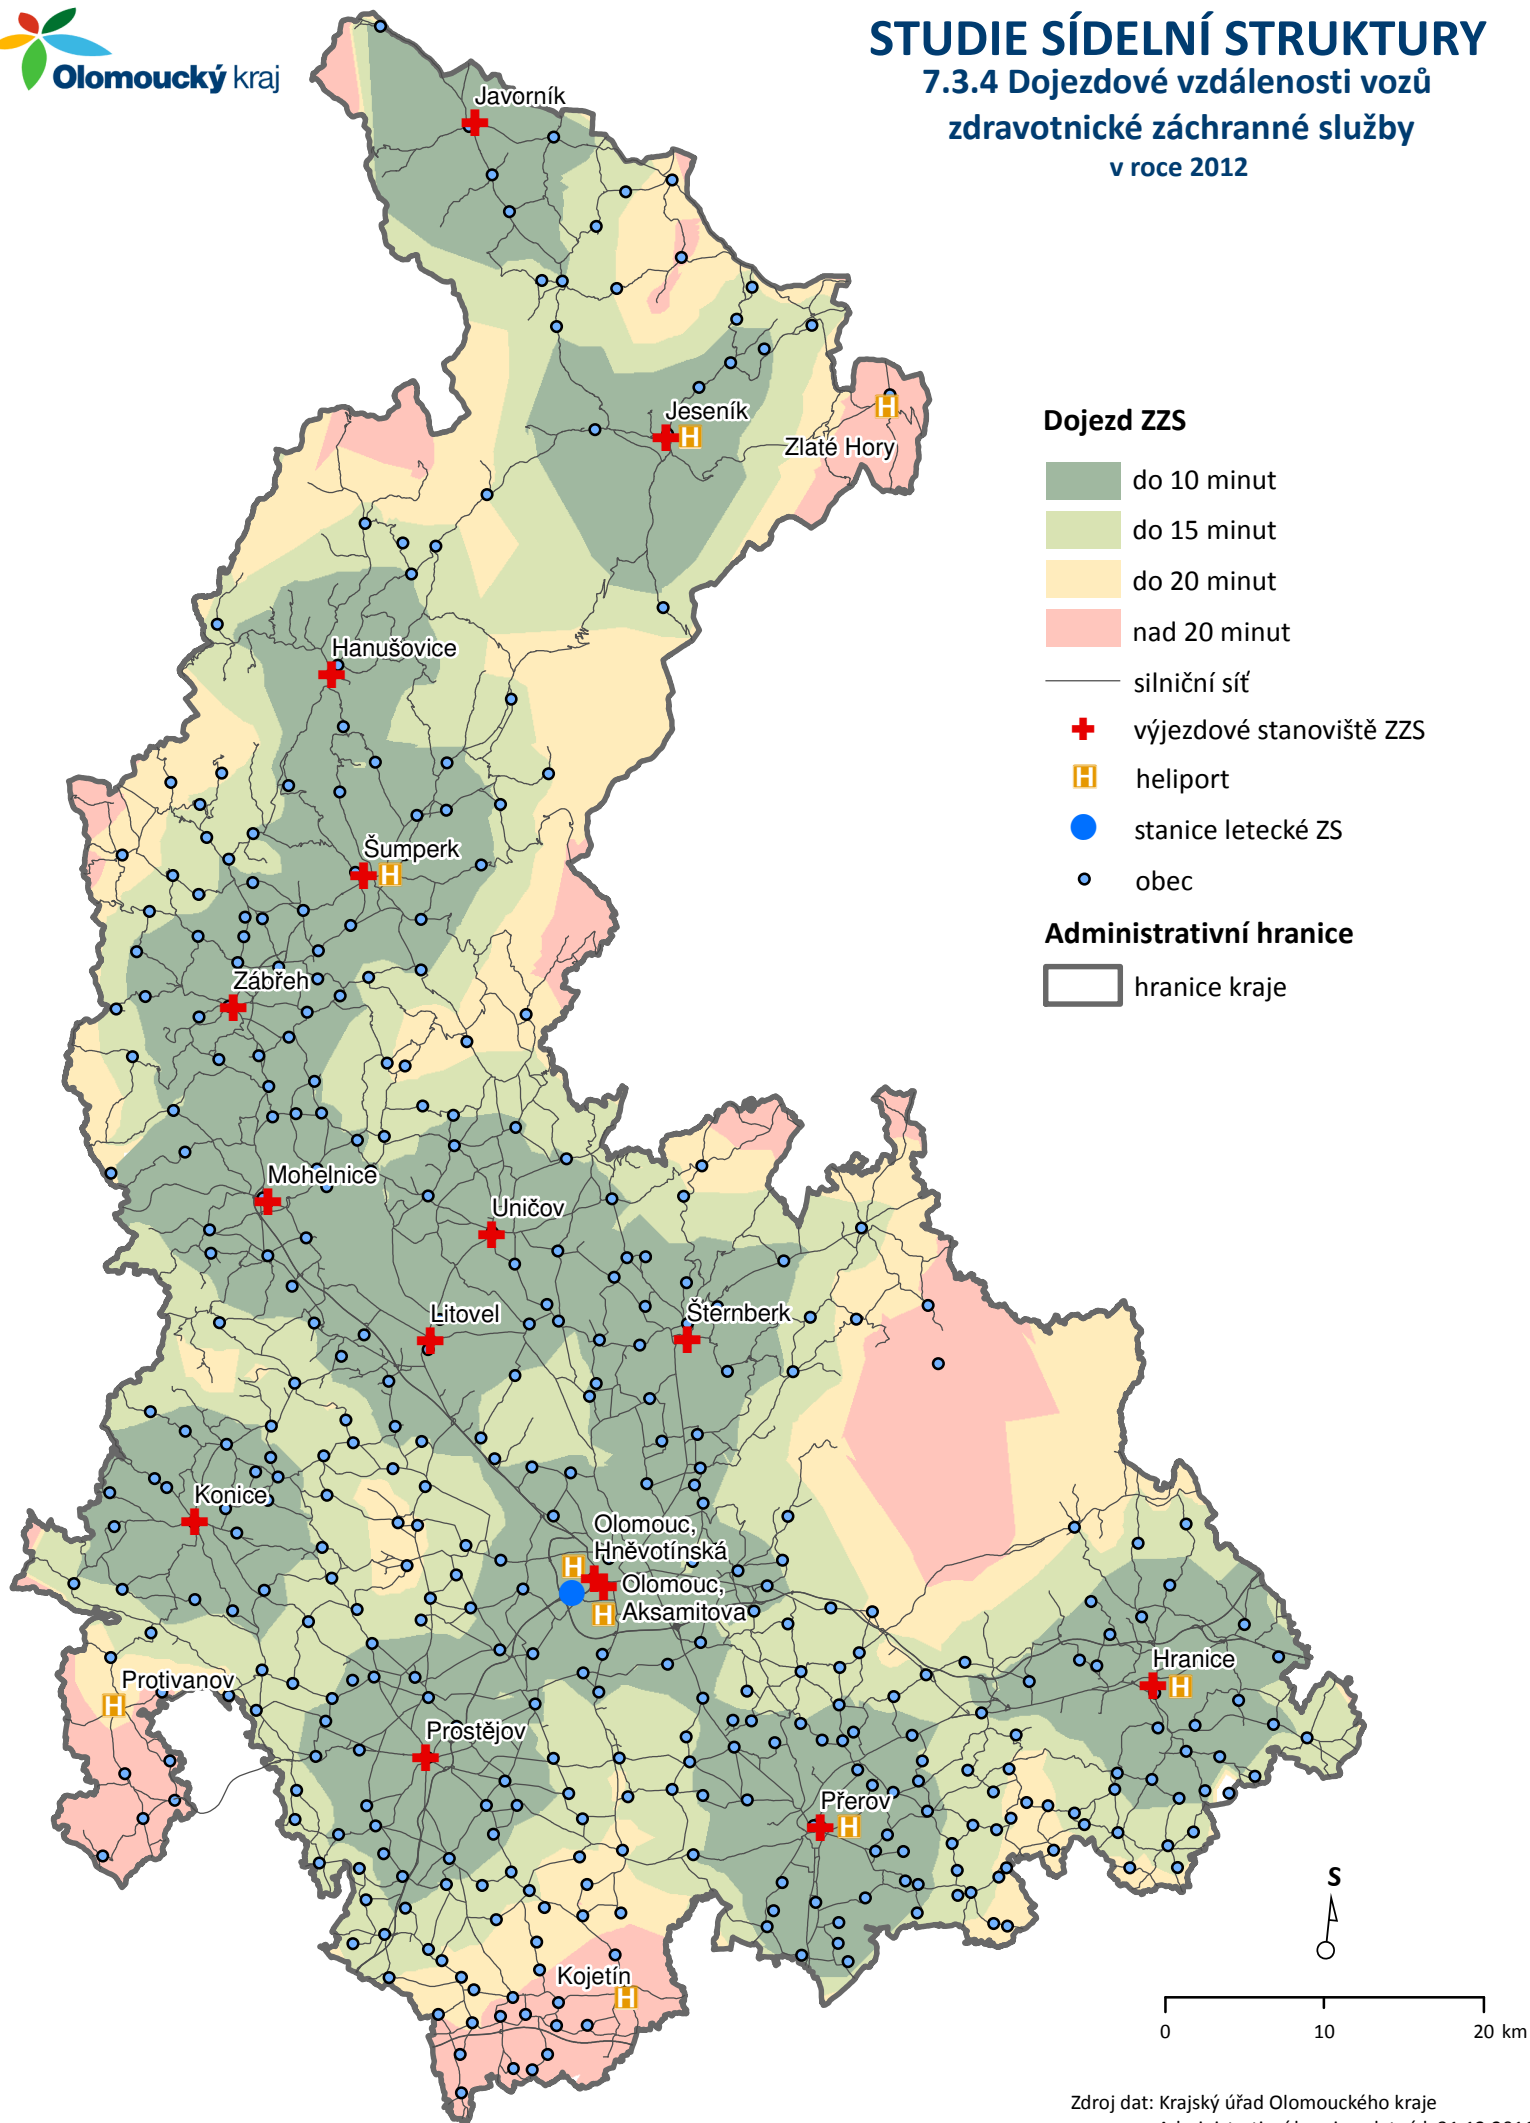 Olomoucký kraj
STUDIE SÍDELNÍ STRUKTURY
7.3.4 Dojezdové vzdálenosti vozů
zdravotnické záchranné služby
v roce 2012
Javorník
Jeseník
Zlaté Hory
Hanušovice
Šumperk
Zábřeh
Mohelnice
Uničov
Litovel
Šternberk
Konice
Olomouc,
Hněvotínská
Olomouc,
Aksamitova
Hranice
Protivanov
Prostějov
Přerov
Kojetín
Dojezd ZZS
do 10 minut
do 15 minut
do 20 minut
nad 20 minut
silniční síť
výjezdové stanoviště ZZS
H heliport
stanice letecké ZS
obec
Administrativní hranice
hranice kraje
S
0 10 20 km
Zdroj dat: Krajský úřad Olomouckého kraje